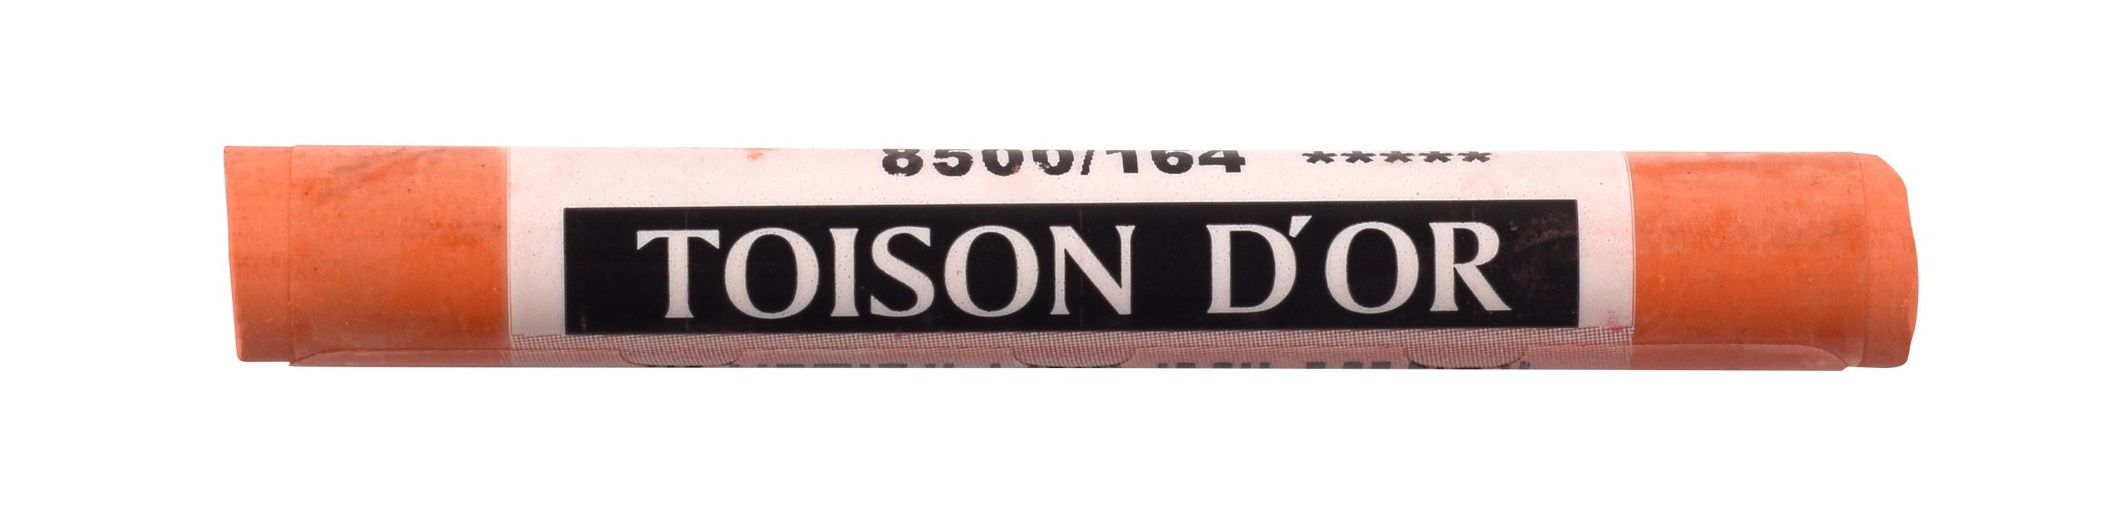 8500/164 *****
TOISON D'OR